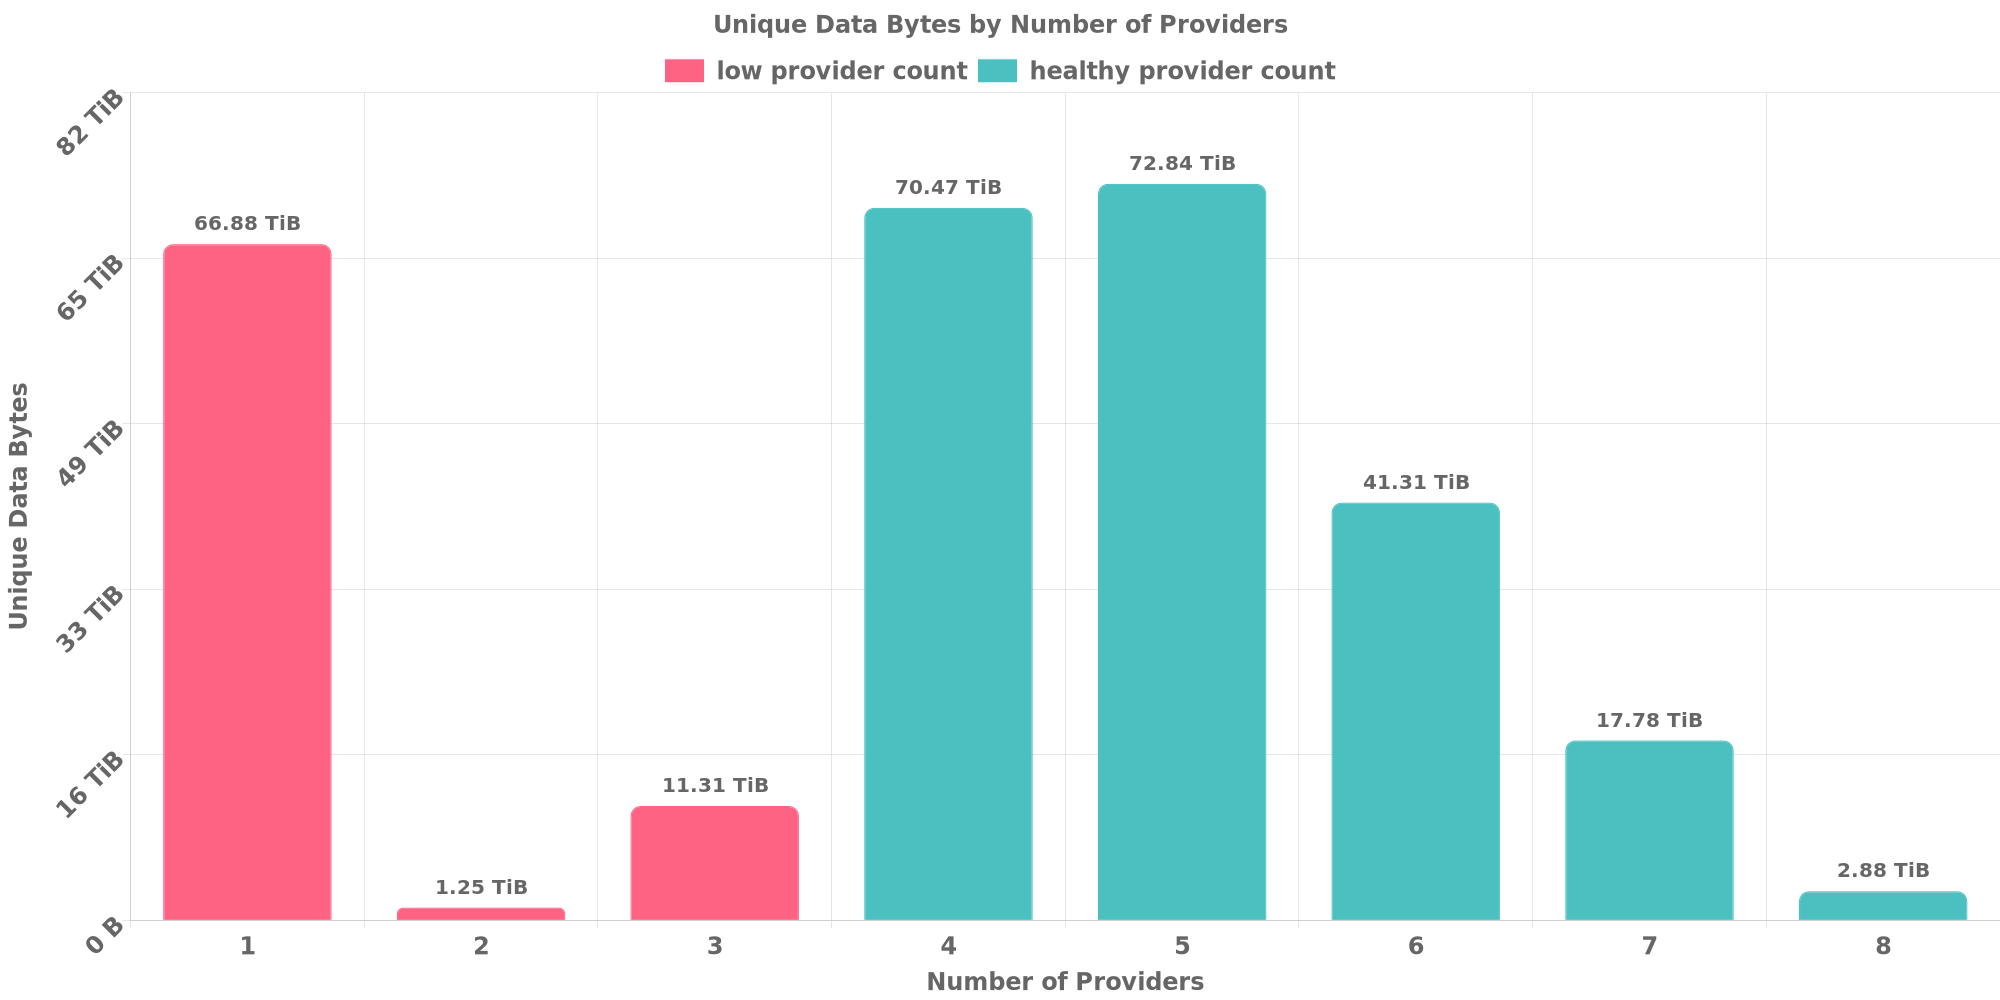 Unique Data Bytes by Number of Providers
low provider count healthy provider count
82 TiB
65 TiB
49 TiB
33 TiB
16 TiB
0 B
Unique Data Bytes
66.88 TiB
1.25 TiB
11.31 TiB
70.47 TiB
72.84 TiB
41.31 TiB
17.78 TiB
2.88 TiB
1 2 3 4 5 6 7 8
Number of Providers